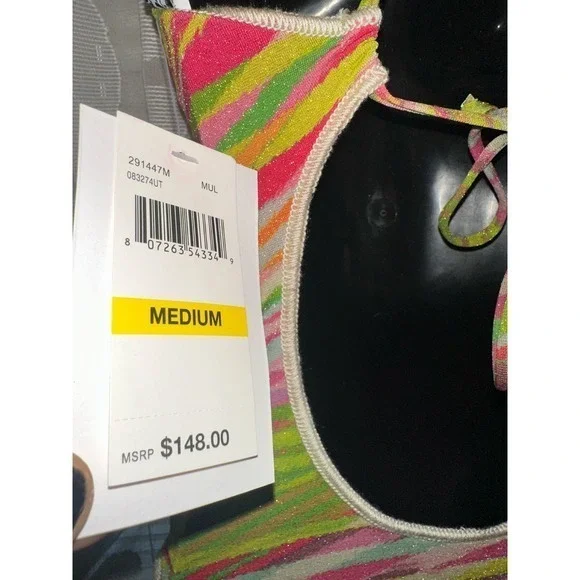 291447M
083274UT MUL
8 07263 54334 9
MEDIUM
MSRP $148.00